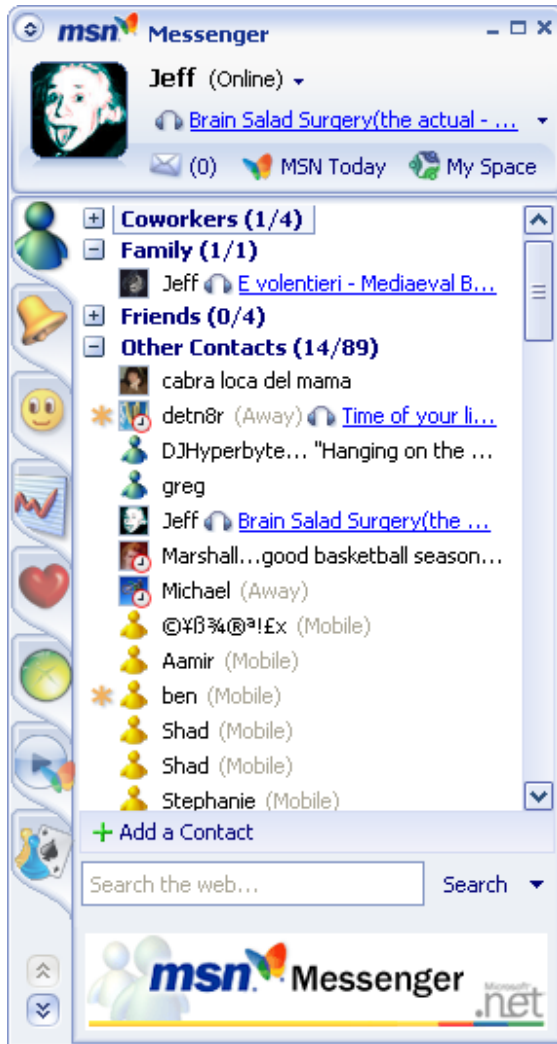 msn Messenger
Jeff (Online)
Brain Salad Surgery(the actual - ...
(0) MSN Today My Space
Coworkers (1/4)
Family (1/1)
Jeff E volentieri - Mediaeval B...
Friends (0/4)
Other Contacts (14/89)
cabra loca del mama
detn8r (Away) Time of your li...
DJHyperbyte... "Hanging on the ...
greg
Jeff Brain Salad Surgery(the ...
Marshall...good basketball season...
Michael (Away)
©¥ß¾®ª!£x (Mobile)
Aamir (Mobile)
ben (Mobile)
Shad (Mobile)
Shad (Mobile)
Stephanie (Mobile)
Add a Contact
Search the web... Search
msn Messenger
Microsoft .net